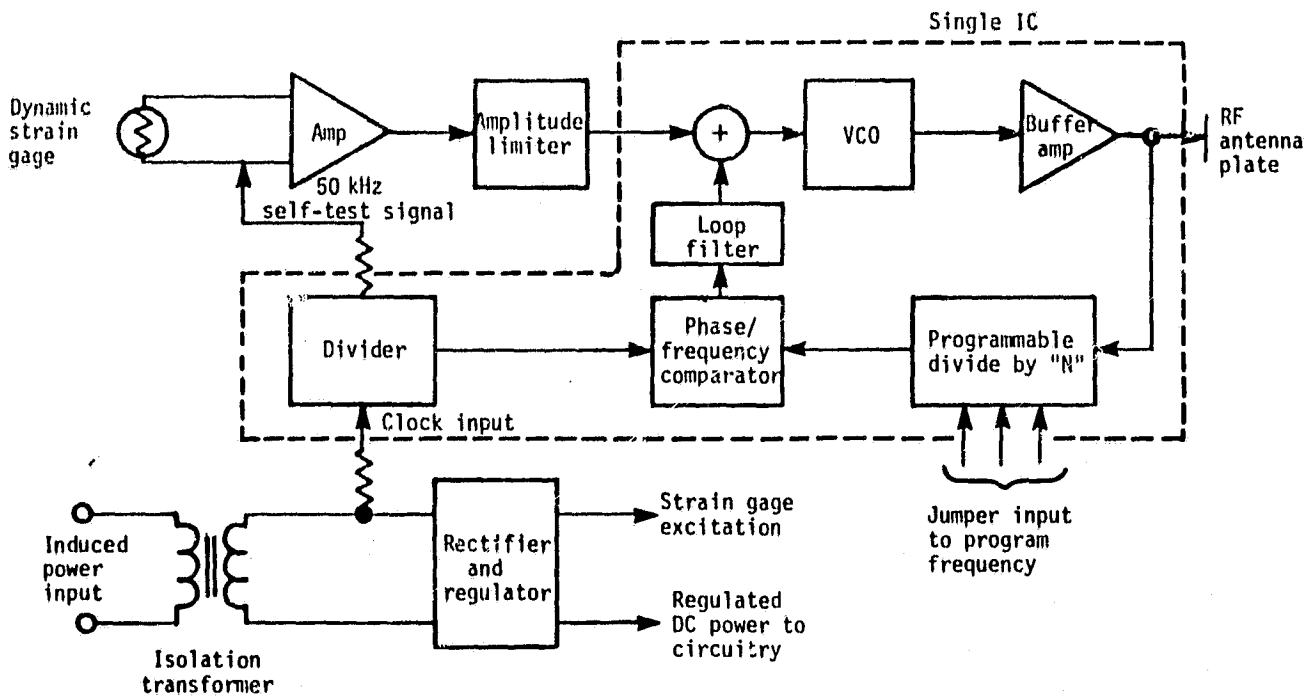 Single IC
Dynamic
strain
gage
Amp
Amplitude
limiter
+
VCO
Buffer
amp
RF
antenna
plate
50 kHz
self-test signal
Loop
filter
Divider
Phase/
frequency
comparator
Programmable
divide by "N"
Clock input
Induced
power
input
Isolation
transformer
Rectifier
and
regulator
Strain gage
excitation
Regulated
DC power to
circuitry
Jumper input
to program
frequency